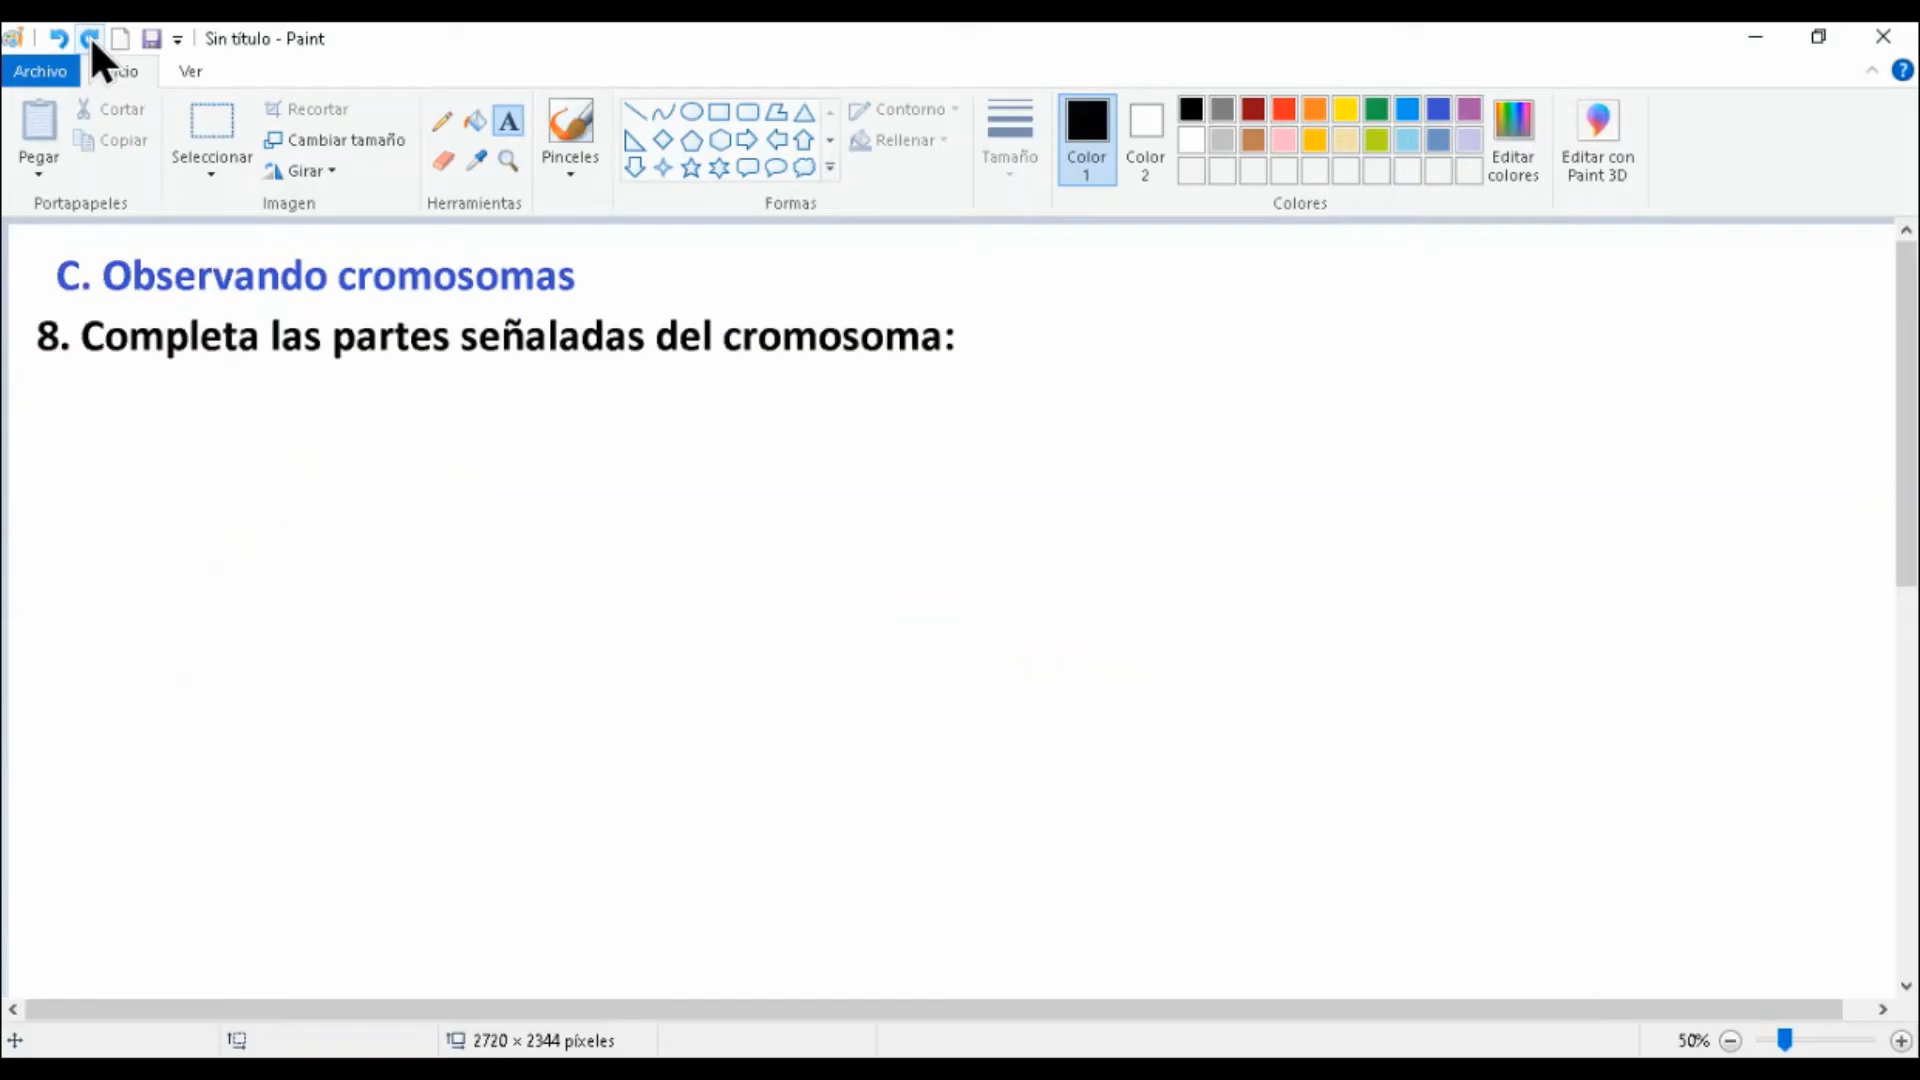 Sin título - Paint
Archivo
Ver
Pegar
Cortar
Copiar
Portapapeles
Seleccionar
Recortar
Cambiar tamaño
Girar
Imagen
A
Herramientas
Pinceles
Formas
Contorno
Rellenar
Tamaño
Color 1
Color 2
Colores
Editar colores
Editar con Paint 3D
C. Observando cromosomas
8. Completa las partes señaladas del cromosoma:
2720 × 2344 píxeles
50%